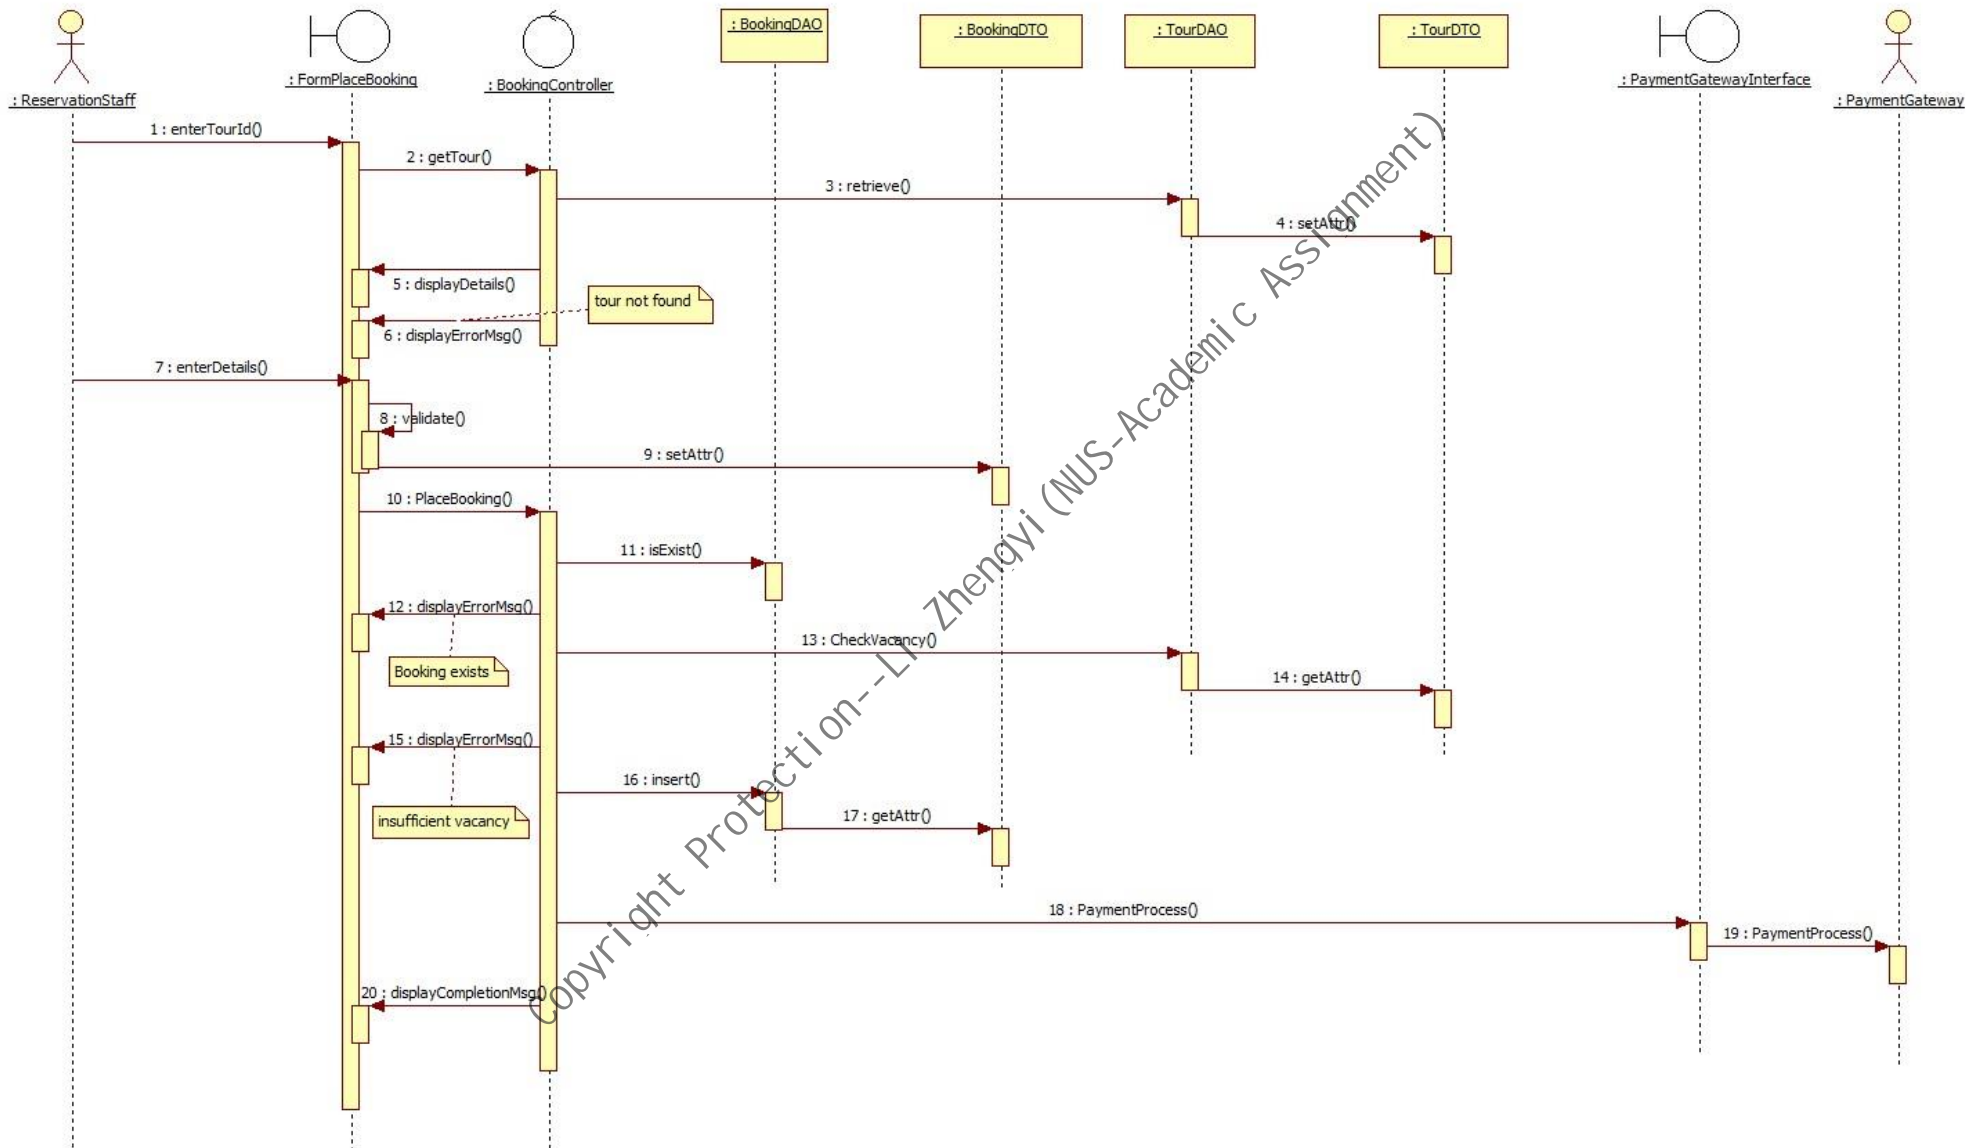 : BookingDAO
: BookingDTO
: TourDAO
: TourDTO
: FormPlaceBooking
: BookingController
: PaymentGatewayInterface
: ReservationStaff
: PaymentGateway
1 : enterTourId()
2 : getTour()
3 : retrieve()
4 : setAttr()
5 : displayDetails()
tour not found
6 : displayErrorMsg()
7 : enterDetails()
8 : validate()
9 : setAttr()
10 : PlaceBooking()
11 : isExist()
12 : displayErrorMsg()
13 : CheckVacancy()
Booking exists
14 : getAttr()
15 : displayErrorMsg()
16 : insert()
17 : getAttr()
insufficient vacancy
18 : PaymentProcess()
19 : PaymentProcess()
20 : displayCompletionMsg()
Copyright Protection--Li Zhengyi (NUS-Academic Assignment)